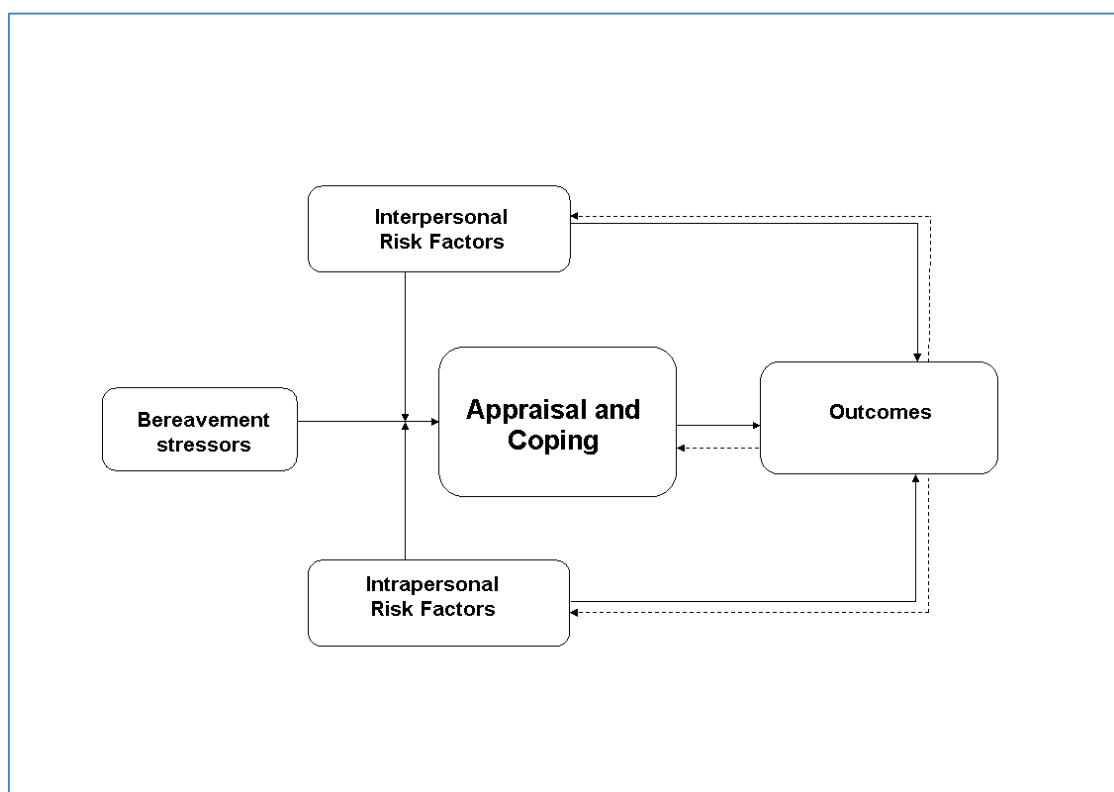 Interpersonal
Risk Factors
Appraisal and
Coping
Bereavement
stressors
Outcomes
Intrapersonal
Risk Factors